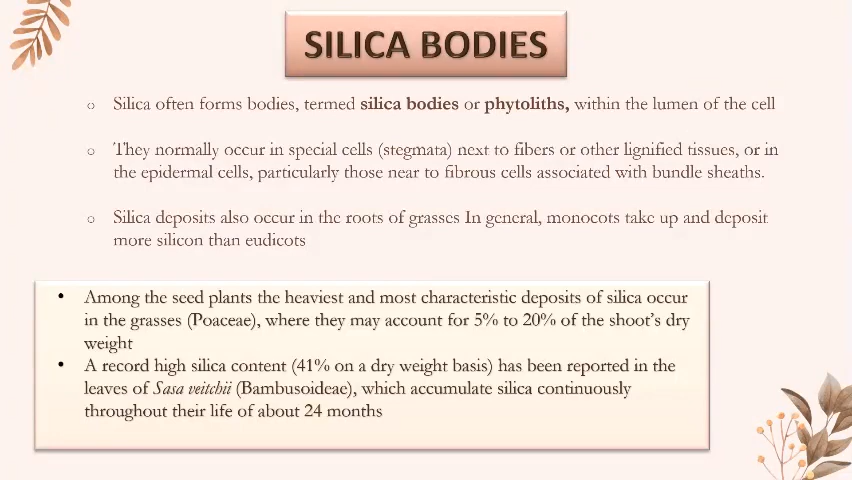 SILICA BODIES
○ Silica often forms bodies, termed silica bodies or phytoliths, within the lumen of the cell
○ They normally occur in special cells (stegmata) next to fibers or other lignified tissues, or in
the epidermal cells, particularly those near to fibrous cells associated with bundle sheaths.
○ Silica deposits also occur in the roots of grasses In general, monocots take up and deposit
more silicon than eudicots
• Among the seed plants the heaviest and most characteristic deposits of silica occur
in the grasses (Poaceae), where they may account for 5% to 20% of the shoot's dry
weight
• A record high silica content (41% on a dry weight basis) has been reported in the
leaves of Sasa veitchii (Bambusoideae), which accumulate silica continuously
throughout their life of about 24 months